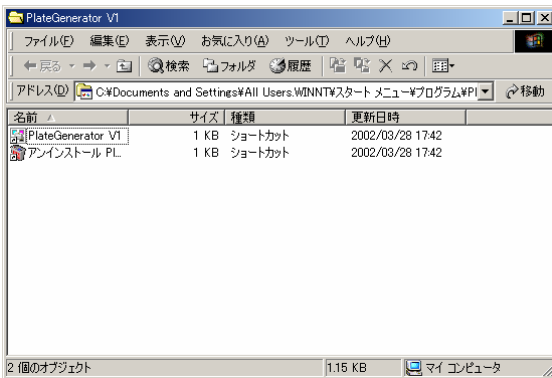 PlateGenerator V1
ファイル(F) 編集(E) 表示(V) お気に入り(A) ツール(T) ヘルプ(H)
戻る 検索 フォルダ 履歴
アドレス(D) C:¥Documents and Settings¥All Users.WINNT¥スタート メニュー¥プログラム¥Pl 移動
名前 サイズ 種類 更新日時
PlateGenerator V1 1 KB ショートカット 2002/03/28 17:42
アンインストール Pl... 1 KB ショートカット 2002/03/28 17:42
2 個のオブジェクト 1.15 KB マイ コンピュータ